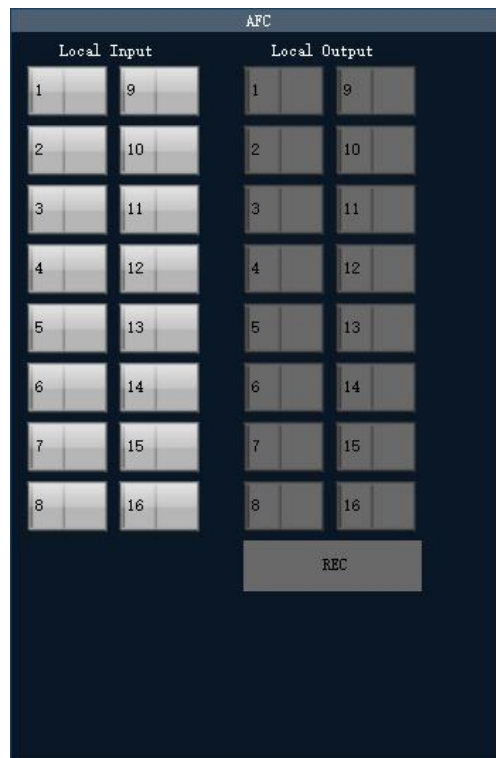 AFC
Local Input Local Output
1 9 1 9
2 10 2 10
3 11 3 11
4 12 4 12
5 13 5 13
6 14 6 14
7 15 7 15
8 16 8 16
REC